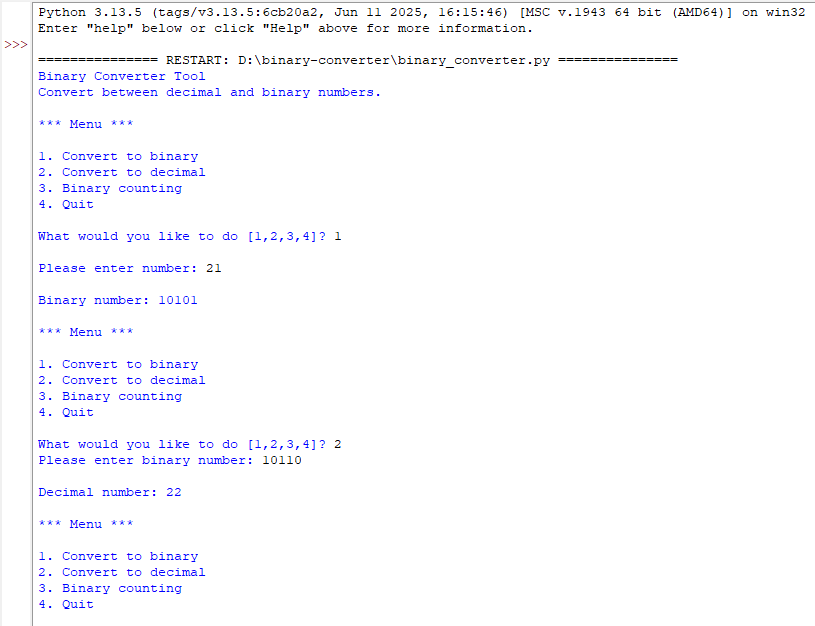 Python 3.13.5 (tags/v3.13.5:6cb20a2, Jun 11 2025, 16:15:46) [MSC v.1943 64 bit (AMD64)] on win32
Enter "help" below or click "Help" above for more information.
>>>
=============== RESTART: D:\binary-converter\binary_converter.py ===============
Binary Converter Tool
Convert between decimal and binary numbers.
*** Menu ***
1. Convert to binary
2. Convert to decimal
3. Binary counting
4. Quit
What would you like to do [1,2,3,4]? 1
Please enter number: 21
Binary number: 10101
*** Menu ***
1. Convert to binary
2. Convert to decimal
3. Binary counting
4. Quit
What would you like to do [1,2,3,4]? 2
Please enter binary number: 10110
Decimal number: 22
*** Menu ***
1. Convert to binary
2. Convert to decimal
3. Binary counting
4. Quit